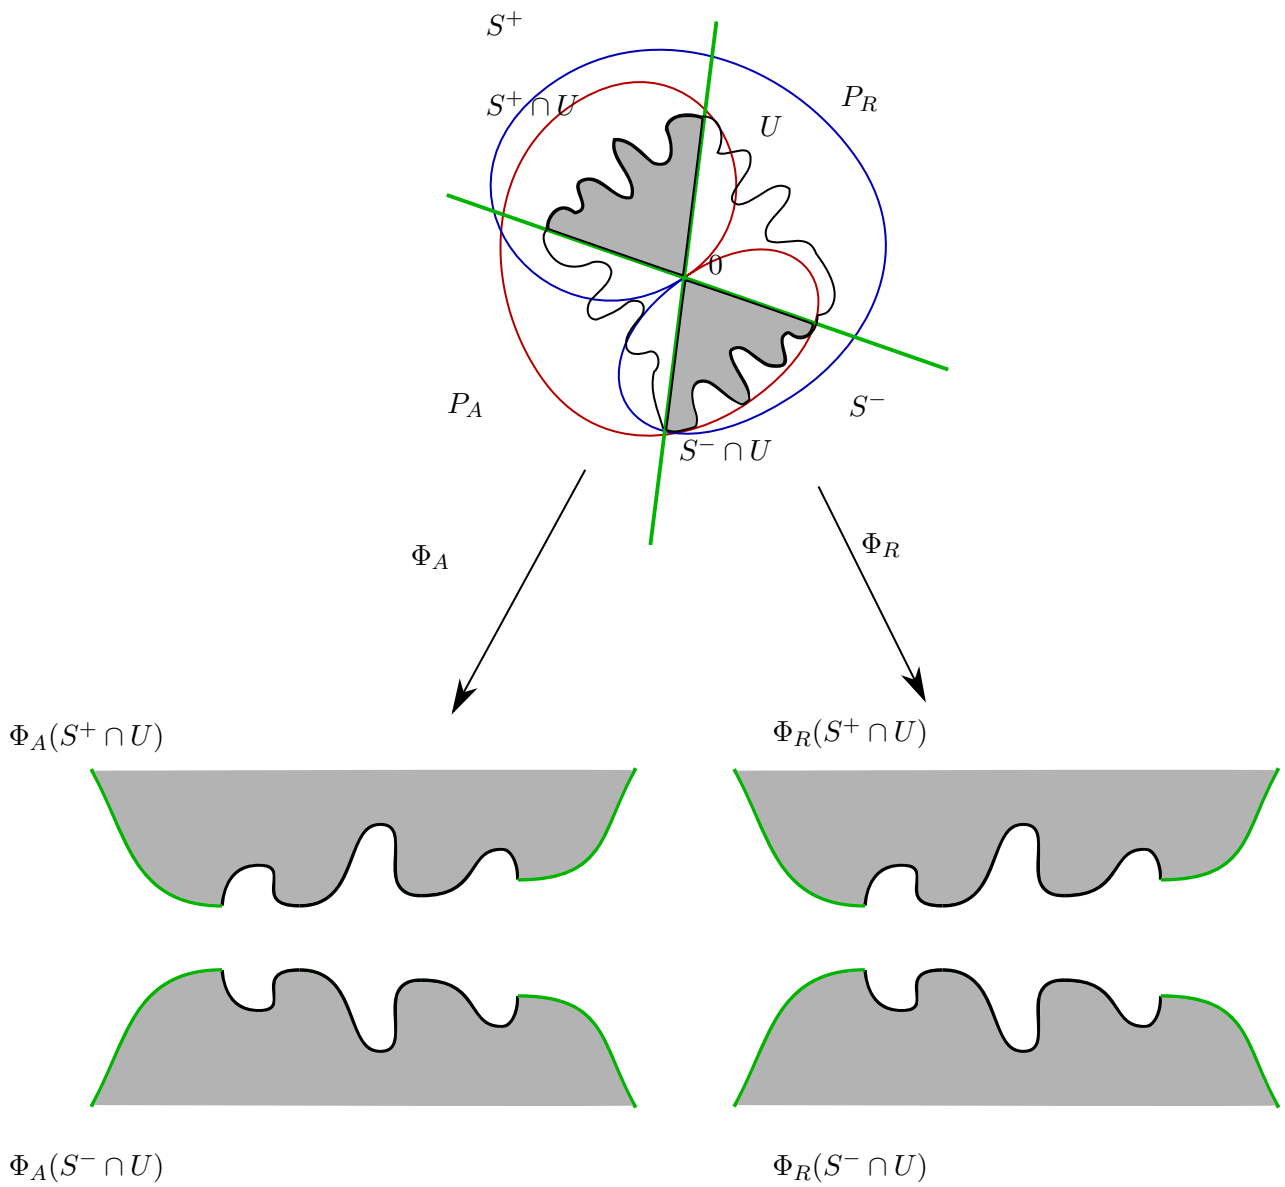 S⁺
S⁺ ∩ U
P_R
U
0
P_A
S⁻
S⁻ ∩ U
Φ_A
Φ_R
Φ_A(S⁺ ∩ U)
Φ_R(S⁺ ∩ U)
Φ_A(S⁻ ∩ U)
Φ_R(S⁻ ∩ U)